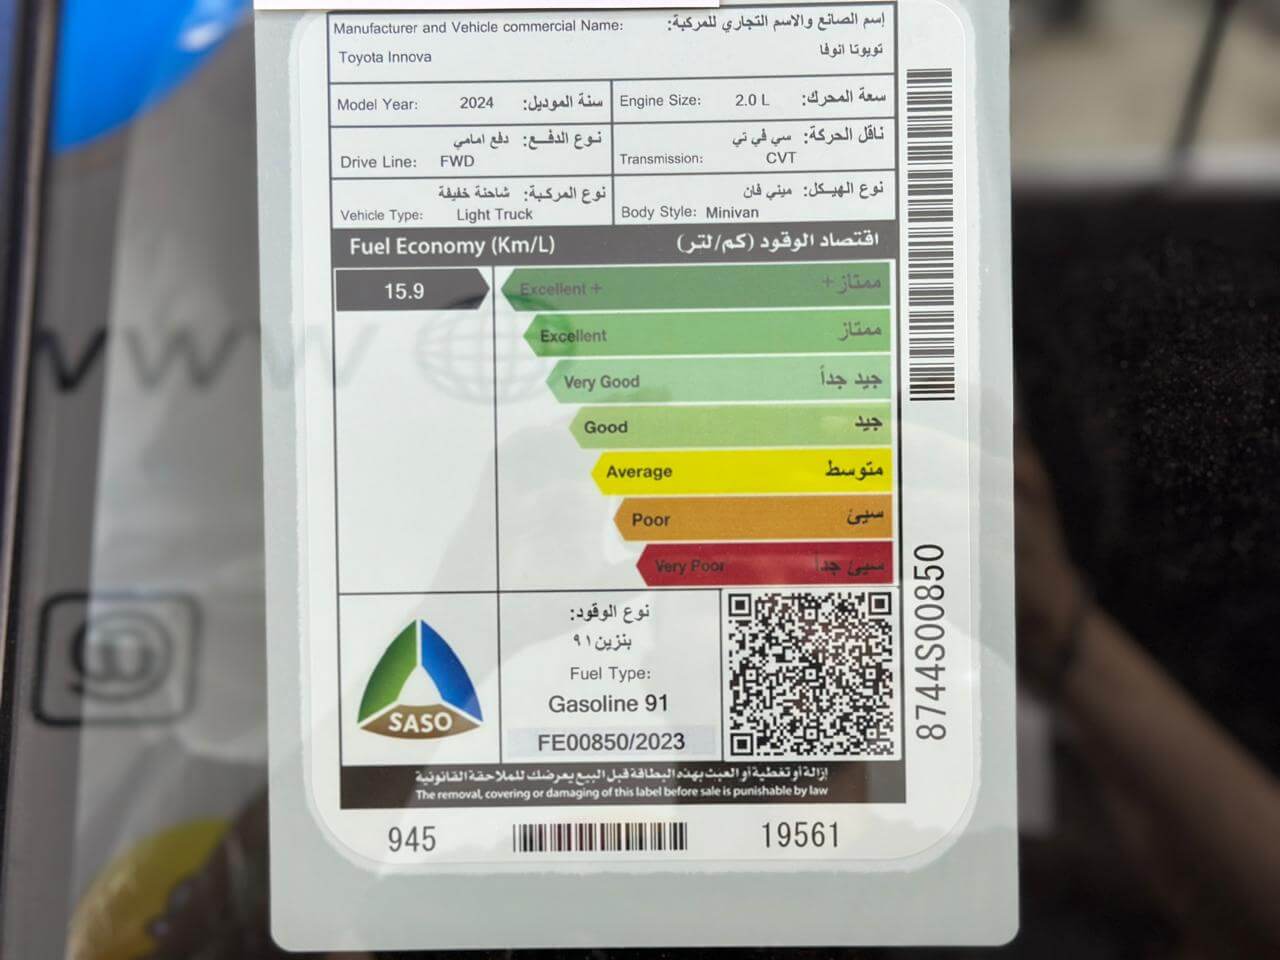 Manufacturer and Vehicle commercial Name: إسم الصانع والاسم التجاري للمركبة:
Toyota Innova تويوتا انوفا
Model Year: 2024 سنة الموديل:
Engine Size: 2.0 L سعة المحرك:
نوع الدفع: دفع امامي
Drive Line: FWD
ناقل الحركة: سي في تي
Transmission: CVT
نوع المركبة: شاحنة خفيفة
Vehicle Type: Light Truck
نوع الهيكل: ميني فان
Body Style: Minivan
Fuel Economy (Km/L) اقتصاد الوقود (كم/لتر)
15.9
Excellent + ممتاز +
Excellent ممتاز
Very Good جيد جداً
Good جيد
Average متوسط
Poor سيئ
Very Poor سيئ جداً
SASO
نوع الوقود:
بنزين ٩١
Fuel Type:
Gasoline 91
FE00850/2023
إزالة أو تغطية أو العبث بهذه البطاقة قبل البيع يعرضك للملاحقة القانونية
The removal, covering or damaging of this label before sale is punishable by law
945 19561
8744S00850
WWW